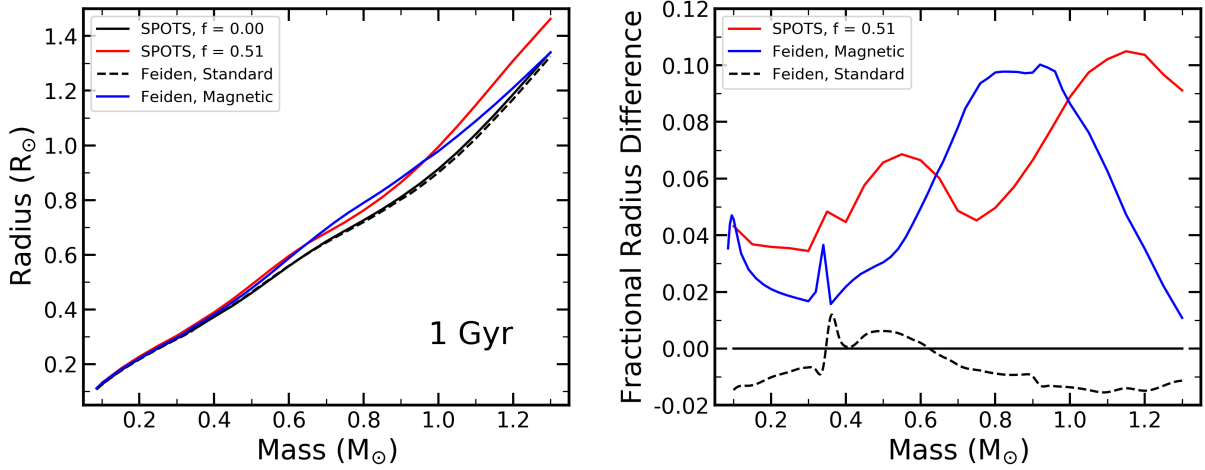 SPOTS, f = 0.00
SPOTS, f = 0.51
Feiden, Standard
Feiden, Magnetic
1 Gyr
Radius (R⊙)
1.4
1.2
1.0
0.8
0.6
0.4
0.2
0.2 0.4 0.6 0.8 1.0 1.2
Mass (M⊙)
SPOTS, f = 0.51
Feiden, Magnetic
Feiden, Standard
Fractional Radius Difference
0.12
0.10
0.08
0.06
0.04
0.02
0.00
-0.02
0.2 0.4 0.6 0.8 1.0 1.2
Mass (M⊙)